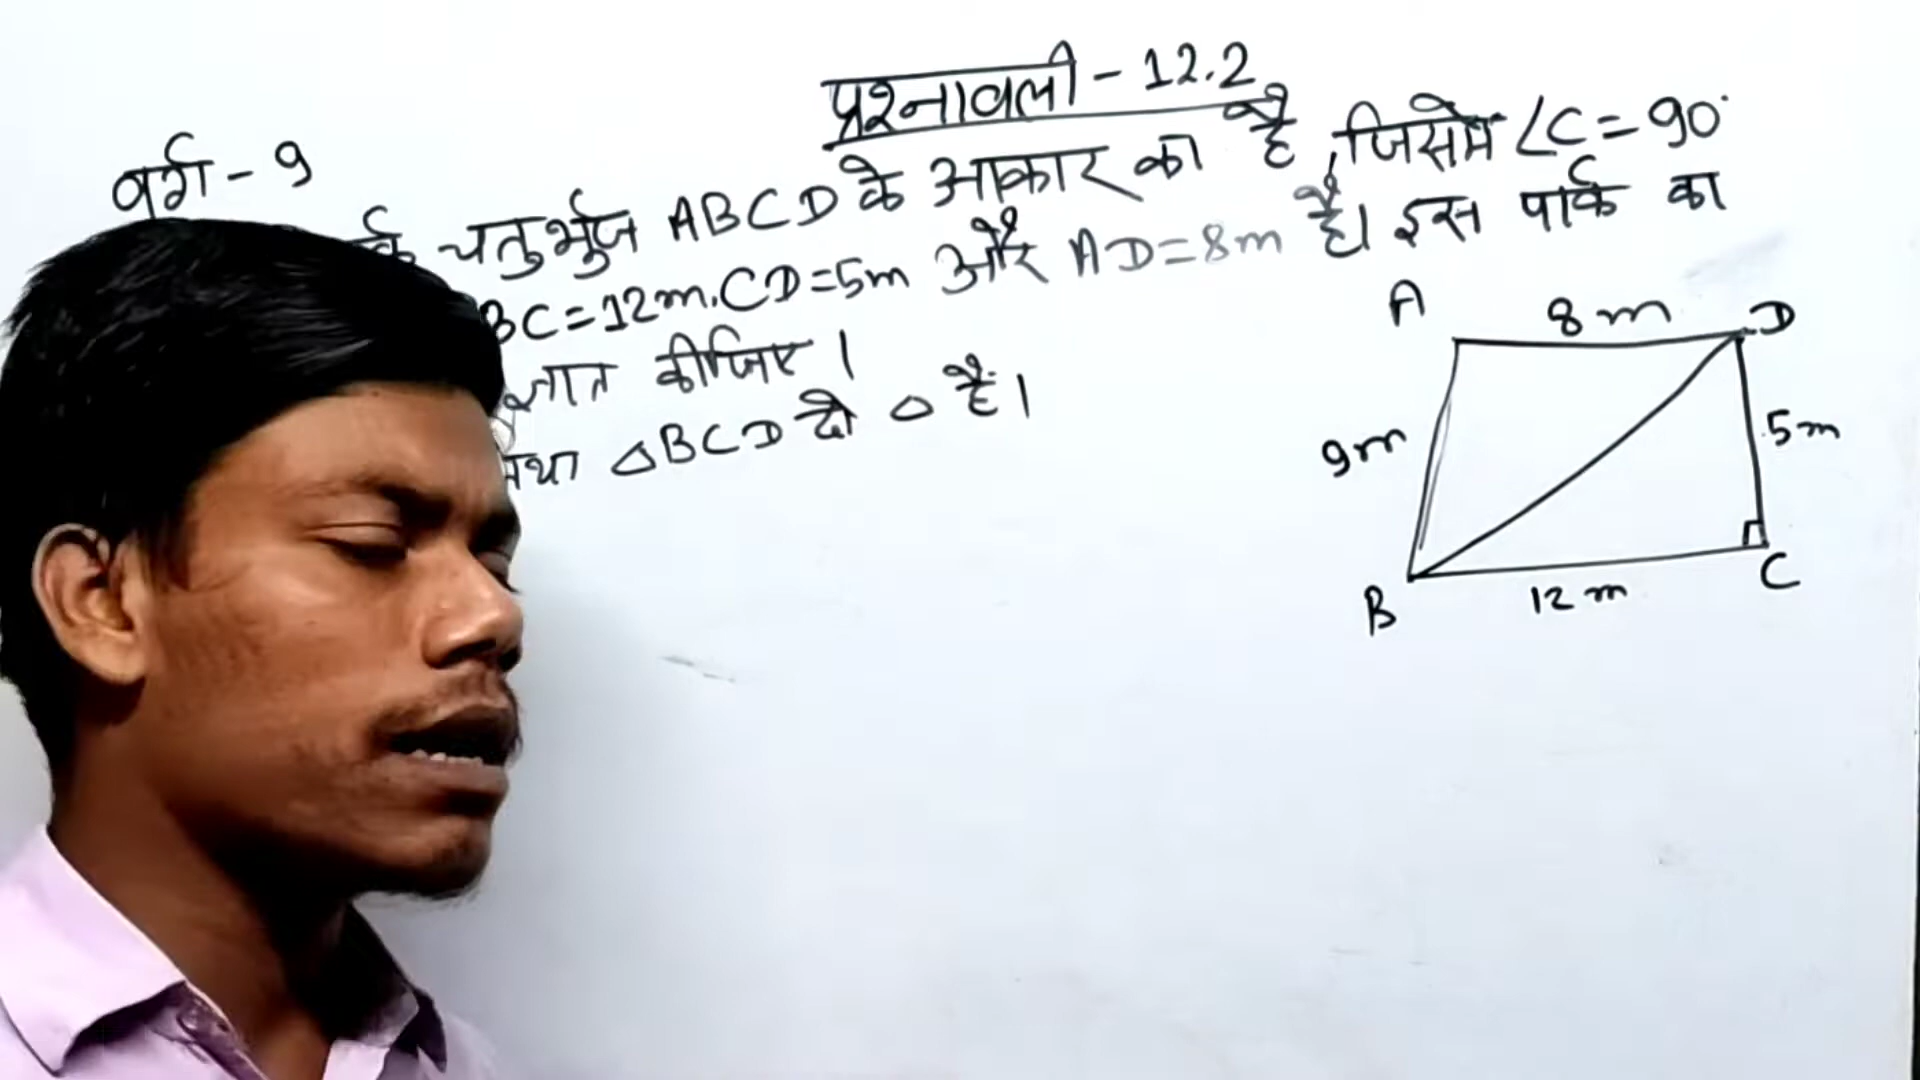 प्रश्नावली - 12.2
वर्ग - 9
चतुर्भुज ABCD के आकार का है, जिसमें ∠C = 90°
BC = 12m. CD = 5m और AD = 8m है। इस पार्क का
ज्ञात कीजिए।
तथा △BCD दो △ है।
A 8 m D
9m 5m
B 12 m C